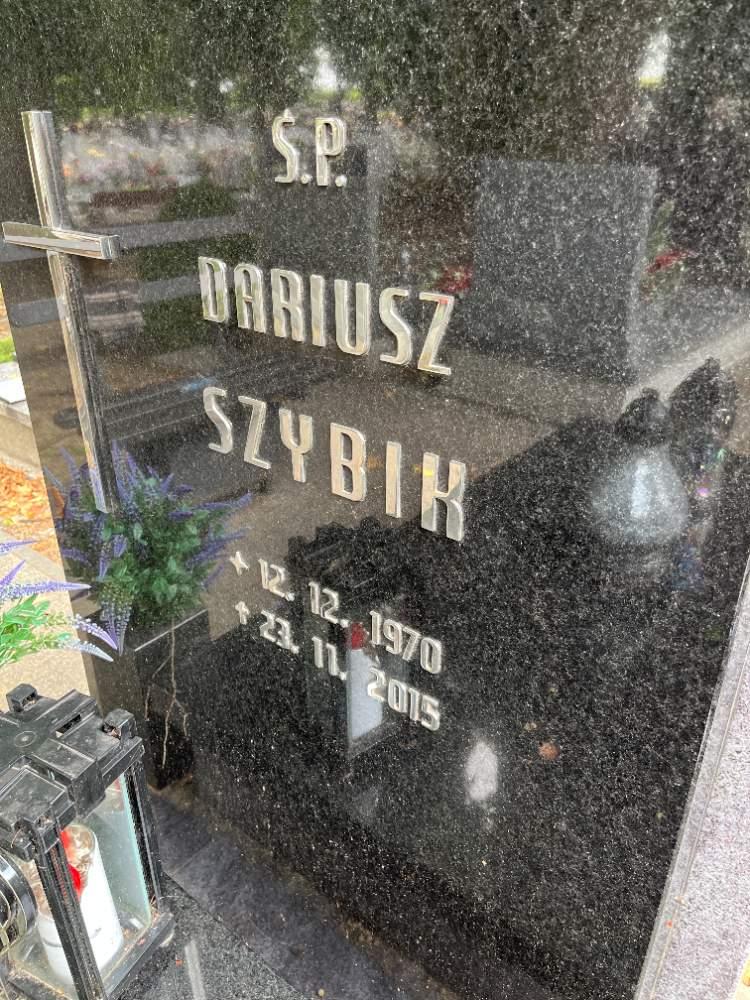 Ś.P.
DARIUSZ
SZYBIK
+ 12. 12. 1970
† 23. 11. 2015